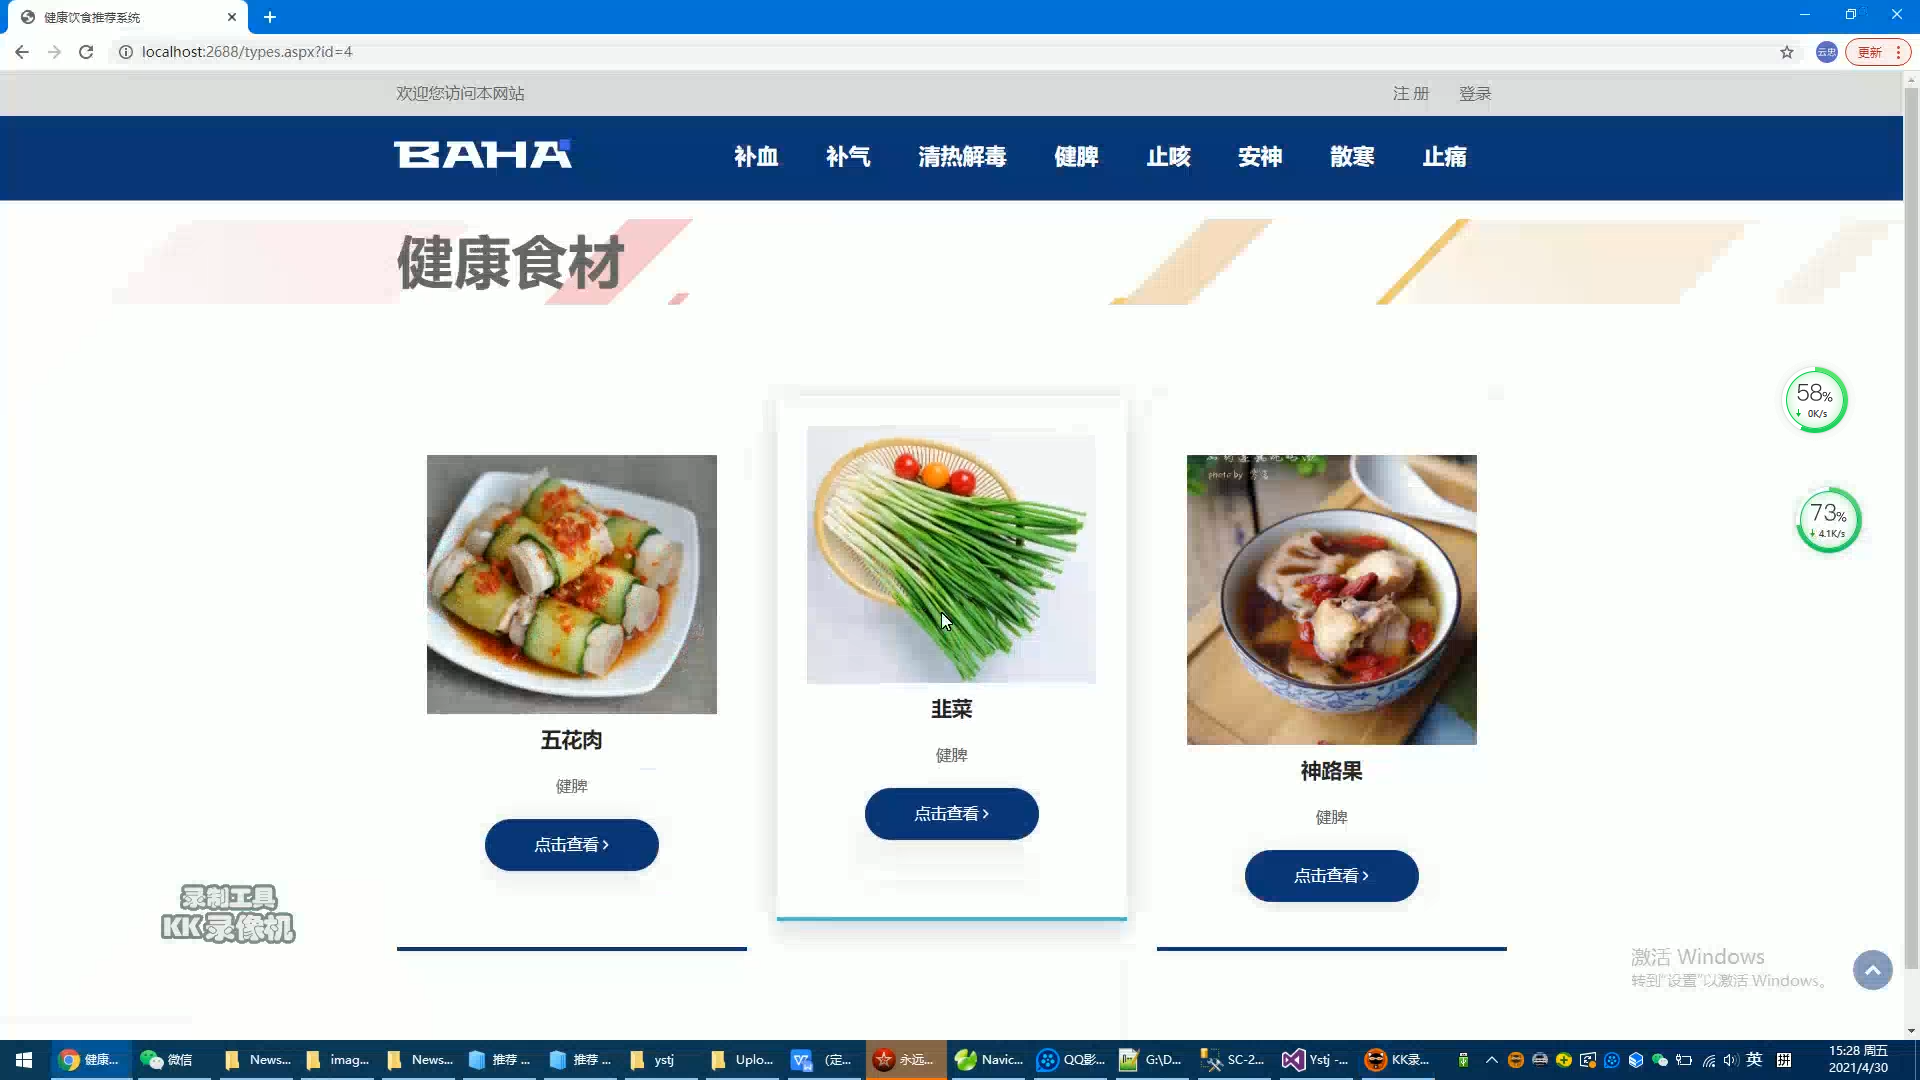 健康饮食推荐系统
localhost:2688/types.aspx?id=4
云忠
更新
欢迎您访问本网站
注 册 登录
BAHA 补血 补气 清热解毒 健脾 止咳 安神 散寒 止痛
健康食材
58%
0K/s
73%
4.1K/s
photo by
五花肉
健脾
点击查看 >
韭菜
健脾
点击查看 >
神路果
健脾
点击查看 >
录制工具
KK录像机
激活 Windows
转到"设置"以激活 Windows。
健康... 微信 News... imag... News... 推荐 ... 推荐 ... ystj Uplo... (定... 永远... Navic... QQ影... G:\D... SC-2... Ystj -... KK录... 英 拼
15:28 周五
2021/4/30